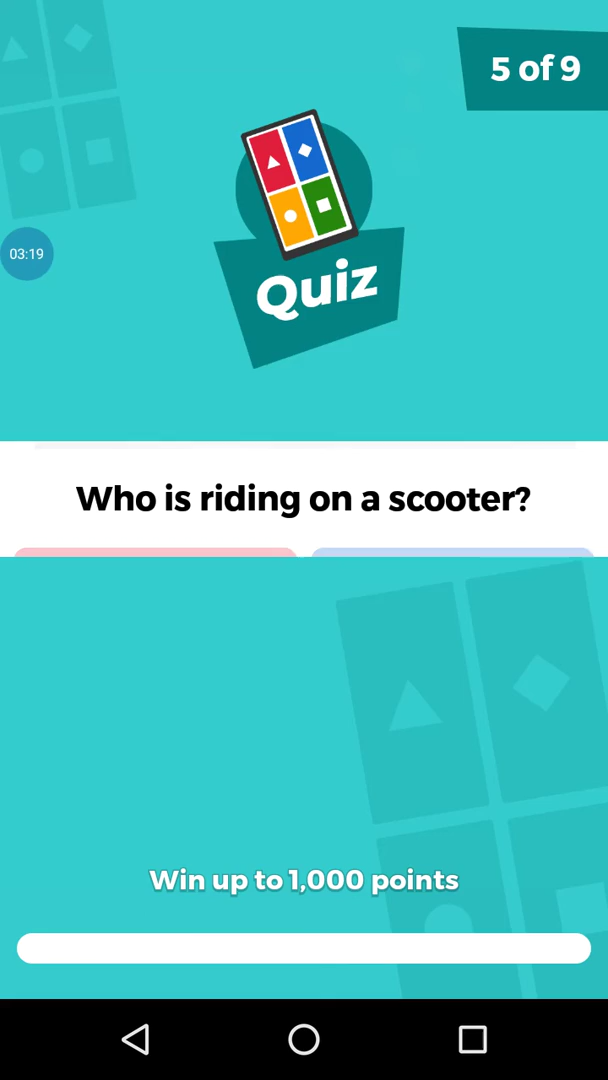 5 of 9
03:19
Quiz
Who is riding on a scooter?
Win up to 1,000 points